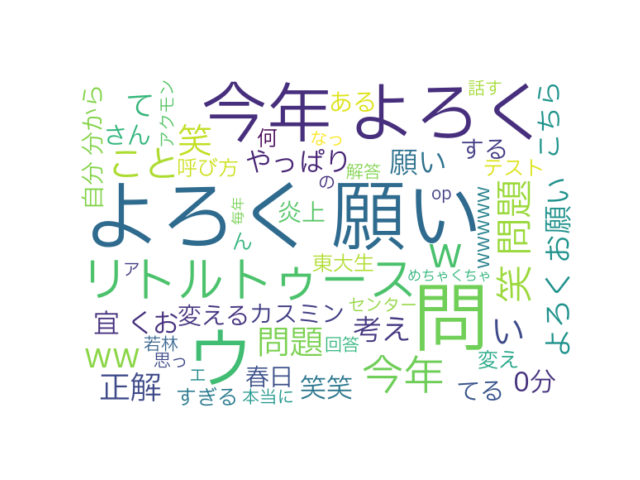 今年 よろく
よろく 願い
リトルトゥース
問
ウ
自分 分から
て
アクモン
さん
笑
こと
呼び方
何
ある
なっ
やっぱり
の
解答
願い
する
話す
テスト
こちら
op
毎年
炎上
ん
ア
東大生
めちゃくちゃ
w
wwwwww
笑 問題
よろく お願い
宜 くお
変える
カスミン
センター
考え
い
ww
若林
思っ
エ
問題
回答
今年
変え
0分
正解
すぎる
春日
本当に
笑笑
てる